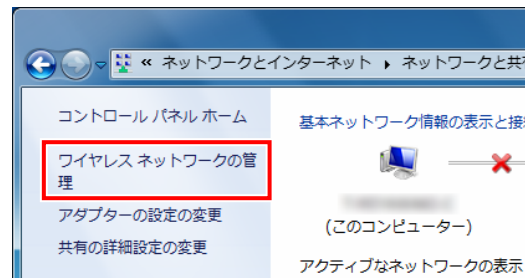 « ネットワークとインターネット ▸ ネットワークと共有
コントロール パネル ホーム
基本ネットワーク情報の表示と接続
ワイヤレス ネットワークの管
理
アダプターの設定の変更
(このコンピューター)
共有の詳細設定の変更
アクティブなネットワークの表示